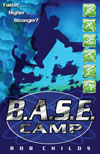 Faster...
Higher...
Stronger?
B.A.S.E.
CAMP
ROB CHILDS